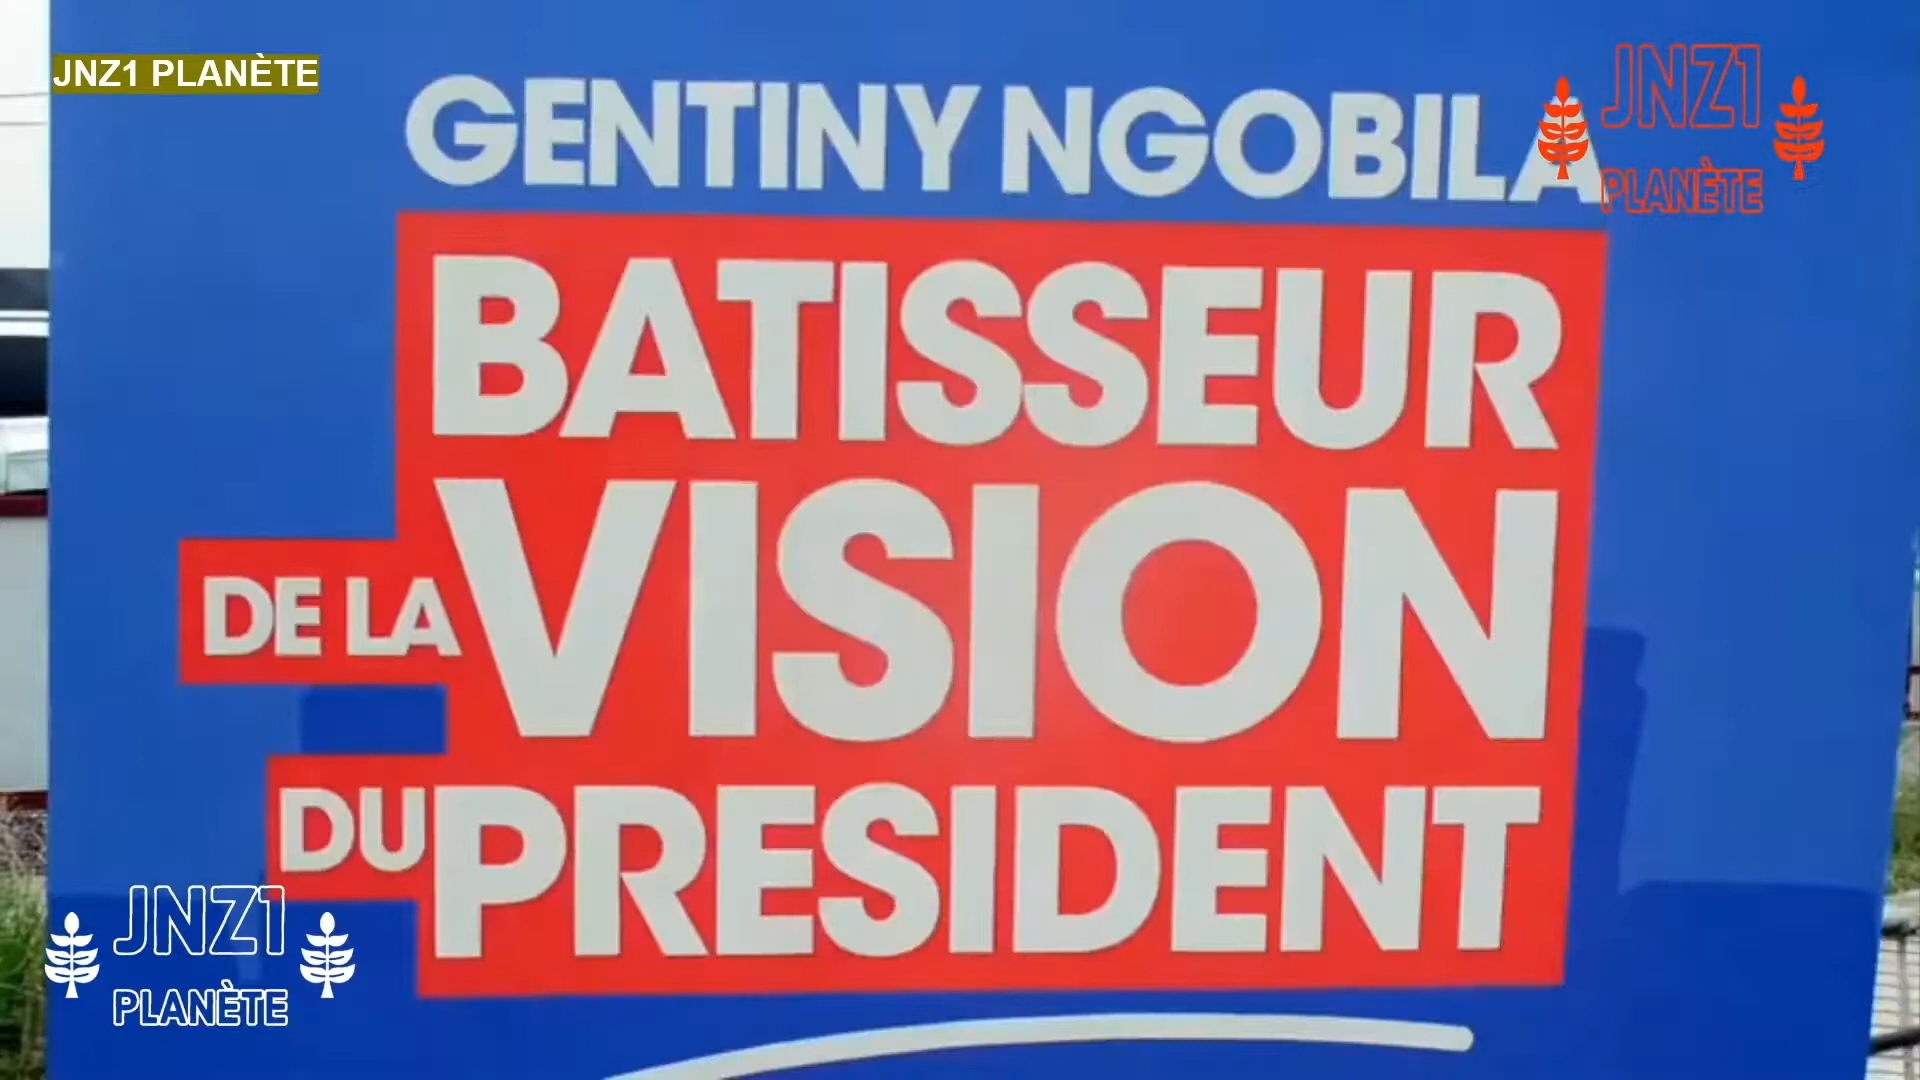 JNZ1 PLANÈTE
JNZ1
PLANÈTE
GENTINY NGOBILA
BATISSEUR
DE LA VISION
DU PRESIDENT
JNZ1
PLANÈTE